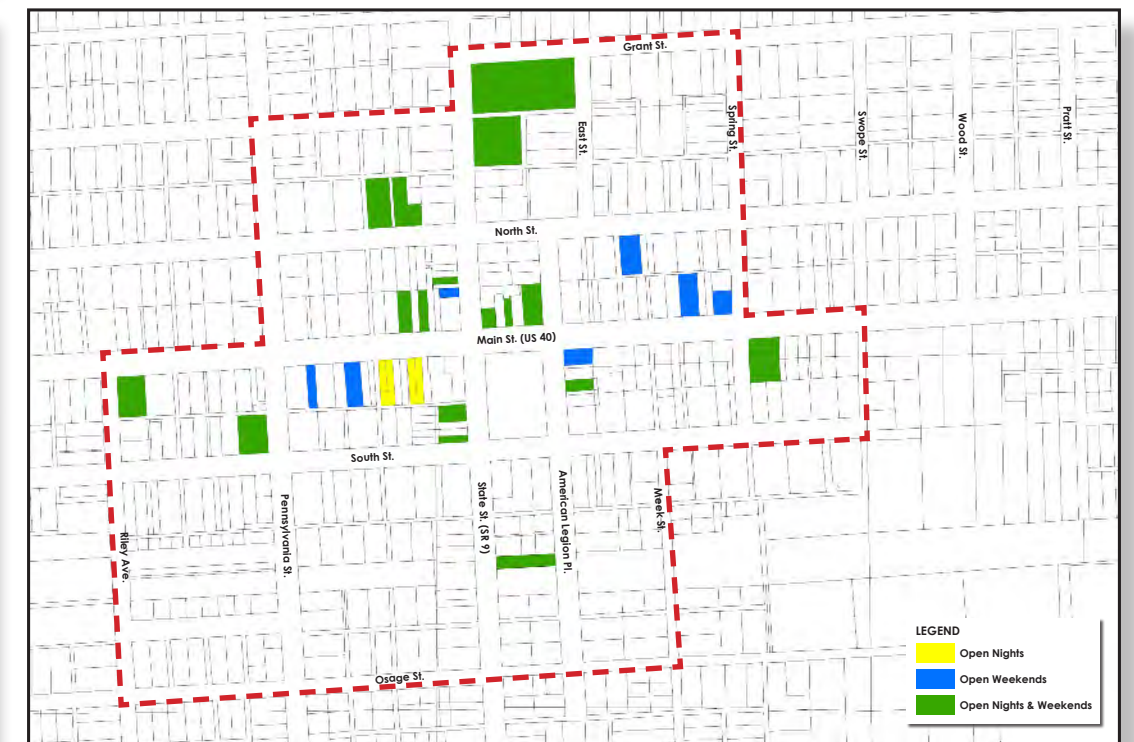 Grant St.
East St.
Spring St.
Swope St.
Wood St.
Pratt St.
North St.
Main St. (US 40)
South St.
Riley Ave.
Pennsylvania St.
State St. (SR 9)
American Legion Pl.
Meek St.
Osage St.
LEGEND
Open Nights
Open Weekends
Open Nights & Weekends